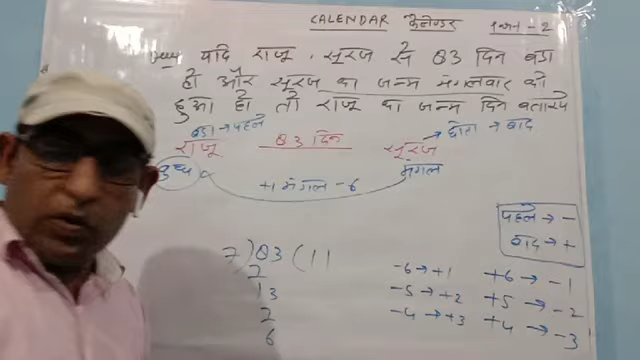 CALENDAR कैलेण्डर भाग - 2
यदि राजू, सूरज से 83 दिन बड़ा
हो और सूरज का जन्म मंगलवार को
हुआ हो तो राजू का जन्म दिन बताइये
बडा → पहले
राजू 83 दिन सूरज → छोटा → बाद
बुध मंगल
+1 मंगल -6
पहले → -
बाद → +
7 ) 83 ( 11
7
13
7
6
-6 → +1 +6 → -1
-5 → +2 +5 → -2
-4 → +3 +4 → -3